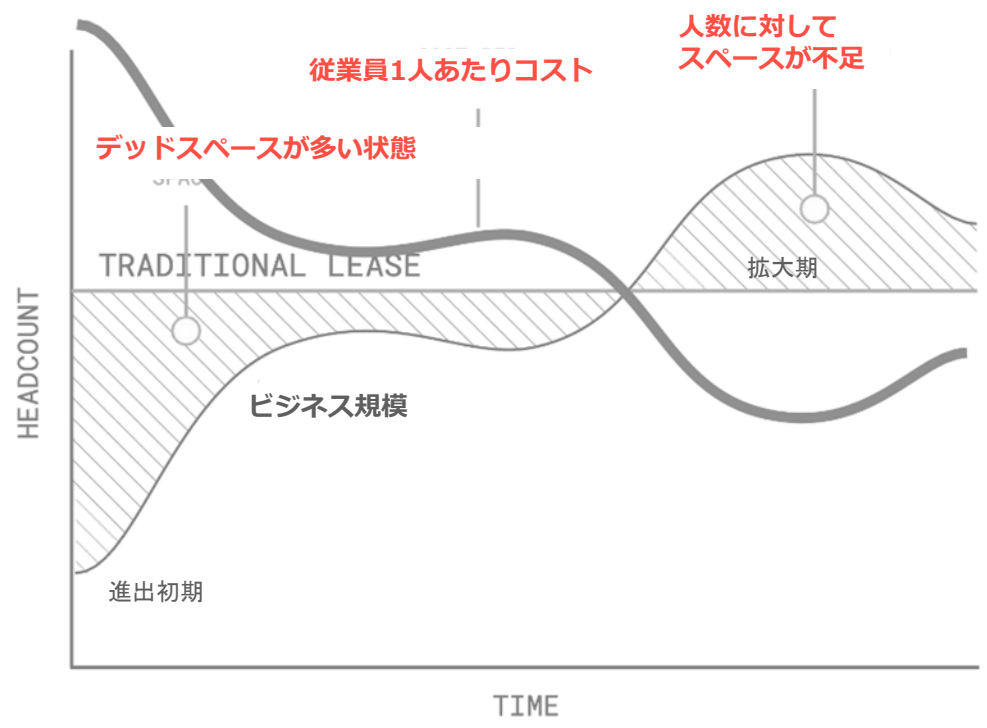 人数に対して
スペースが不足
従業員1人あたりコスト
デッドスペースが多い状態
TRADITIONAL LEASE
拡大期
HEADCOUNT
ビジネス規模
進出初期
TIME